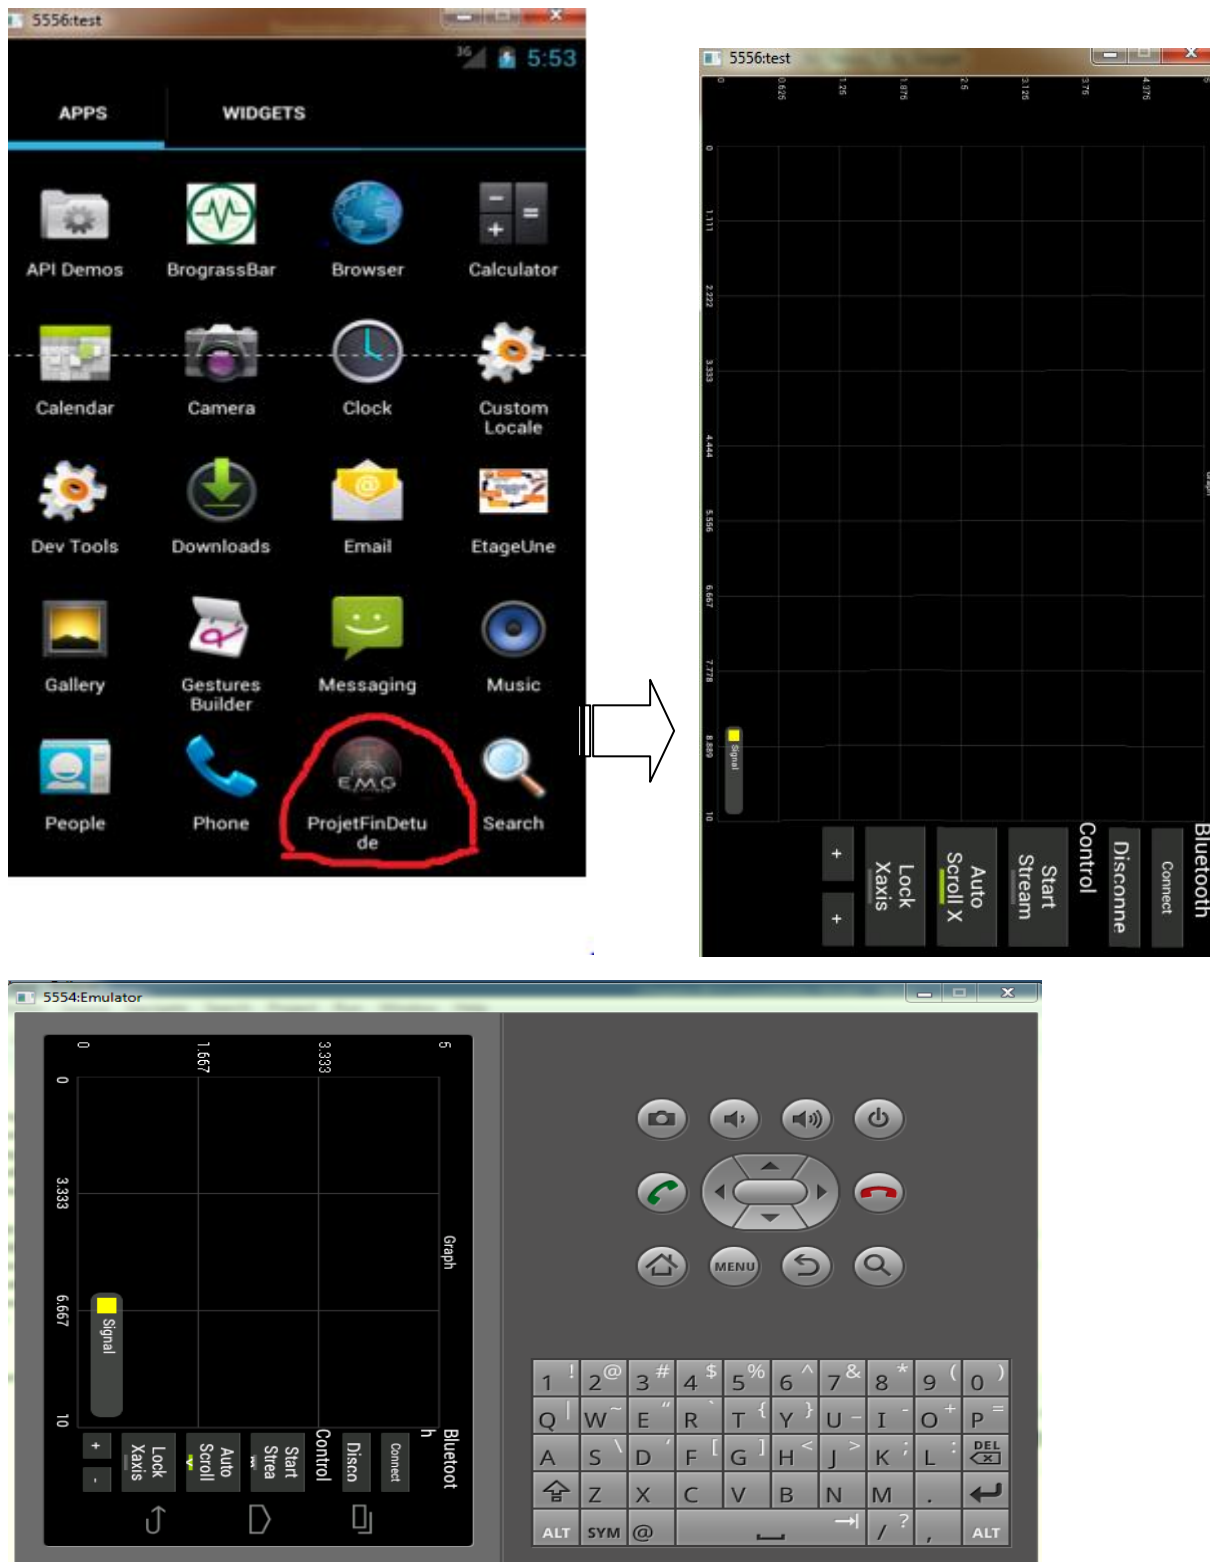 5556:test
3G 5:53
APPS WIDGETS
API Demos BrograssBar Browser Calculator
Calendar Camera Clock Custom Locale
Dev Tools Downloads Email EtageUne
Gallery Gestures Builder Messaging Music
E.M.G
People Phone ProjetFinDetu de Search
5556:test
0 0.625 1.25 1.875 2.5 3.125 3.75 4.375 5
0 1.111 2.222 3.333 4.444 5.556 6.667 7.778 8.889 10
Graph
Signal
Bluetooth
Connect
Disconne
Control
Start Stream
Auto Scroll X
Lock Xaxis
+ +
5554:Emulator
0 1.667 3.333 5
0 3.333 6.667 10
Graph
Signal
Bluetoot h
Connect
Disco
Control
Start Strea
Auto Scroll
Lock Xaxis
+ -
MENU
1 ! 2 @ 3 # 4 $ 5 % 6 ^ 7 & 8 * 9 ( 0 )
Q | W ~ E " R ` T { Y } U _ I - O + P =
A S \ D ' F [ G ] H < J > K ; L : DEL
Z X C V B N M .
ALT SYM @ / ? , ALT